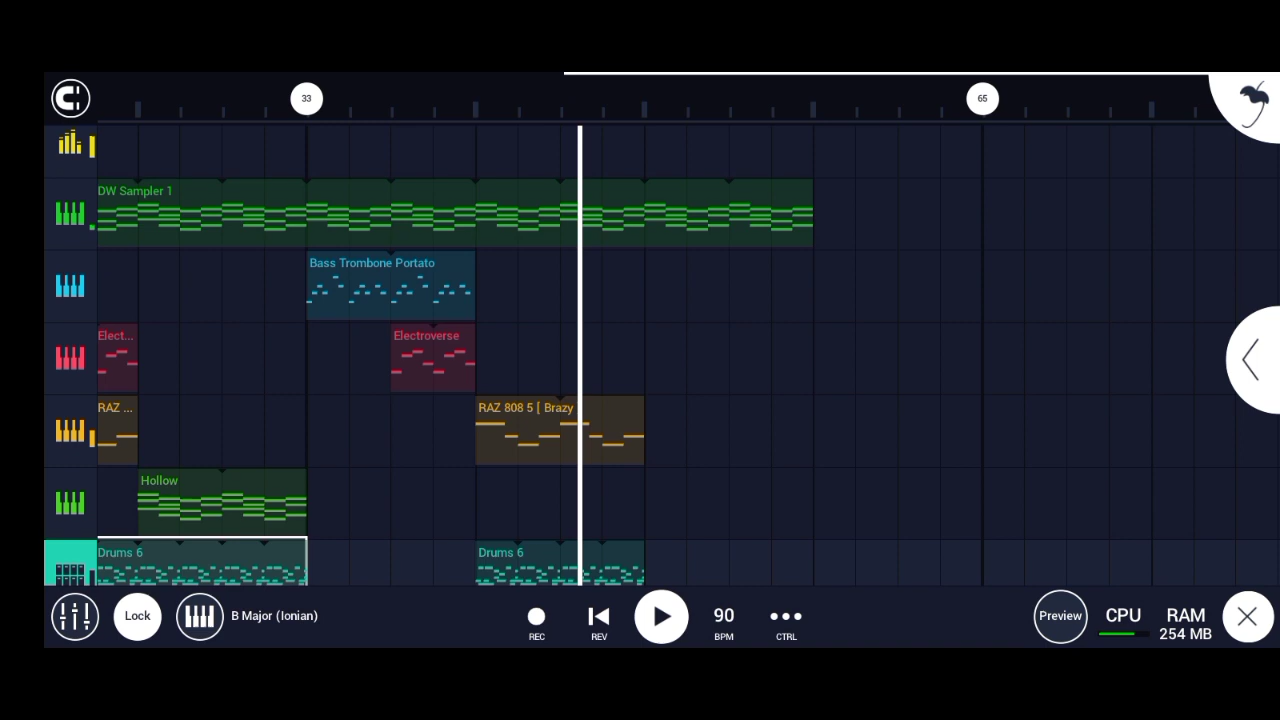 33
65
DW Sampler 1
Bass Trombone Portato
Elect...
Electroverse
RAZ ...
RAZ 808 5 [ Brazy
Hollow
Drums 6
Drums 6
Lock
B Major (Ionian)
REC
REV
90
BPM
CTRL
Preview
CPU
RAM
254 MB